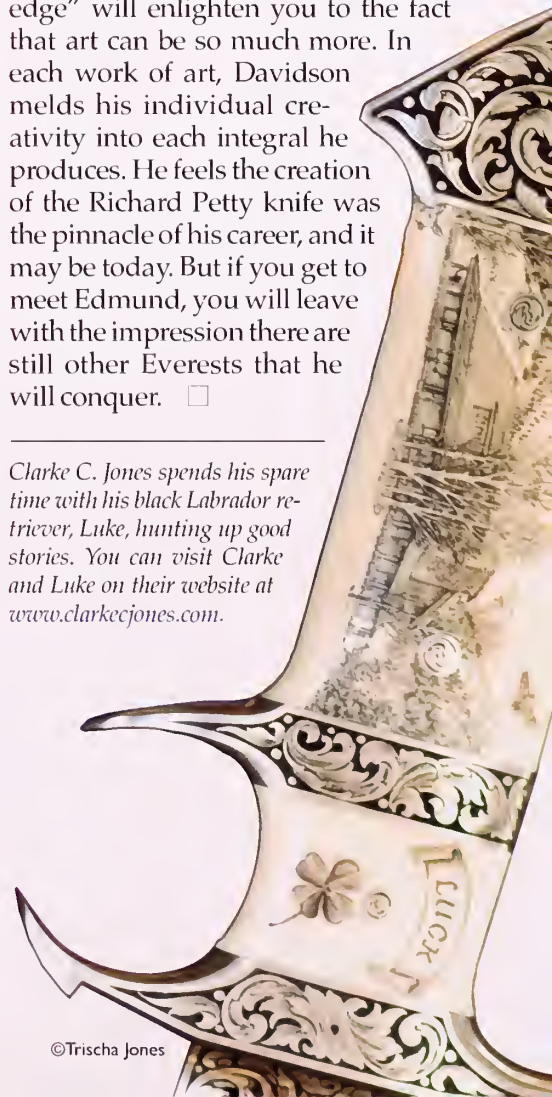 edge” will enlighten you to the fact
that art can be so much more. In
each work of art, Davidson
melds his individual cre-
ativity into each integral he
produces. He feels the creation
of the Richard Petty knife was
the pinnacle of his career, and it
may be today. But if you get to
meet Edmund, you will leave
with the impression there are
still other Everests that he
will conquer. □
Clarke C. Jones spends his spare
time with his black Labrador re-
triever, Luke, hunting up good
stories. You can visit Clarke
and Luke on their website at
www.clarkecjones.com.
LUCK
©Trischa Jones